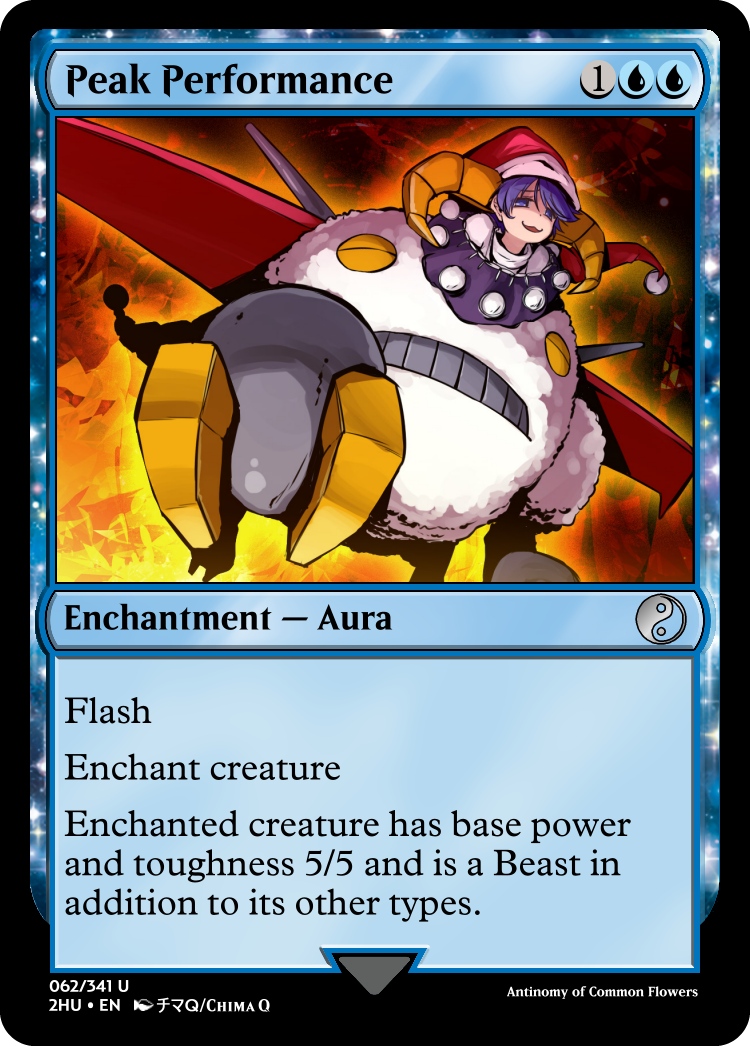 Peak Performance 1
Enchantment — Aura
Flash
Enchant creature
Enchanted creature has base power
and toughness 5/5 and is a Beast in
addition to its other types.
062/341 U
2HU • EN チマQ/Chima Q
Antinomy of Common Flowers